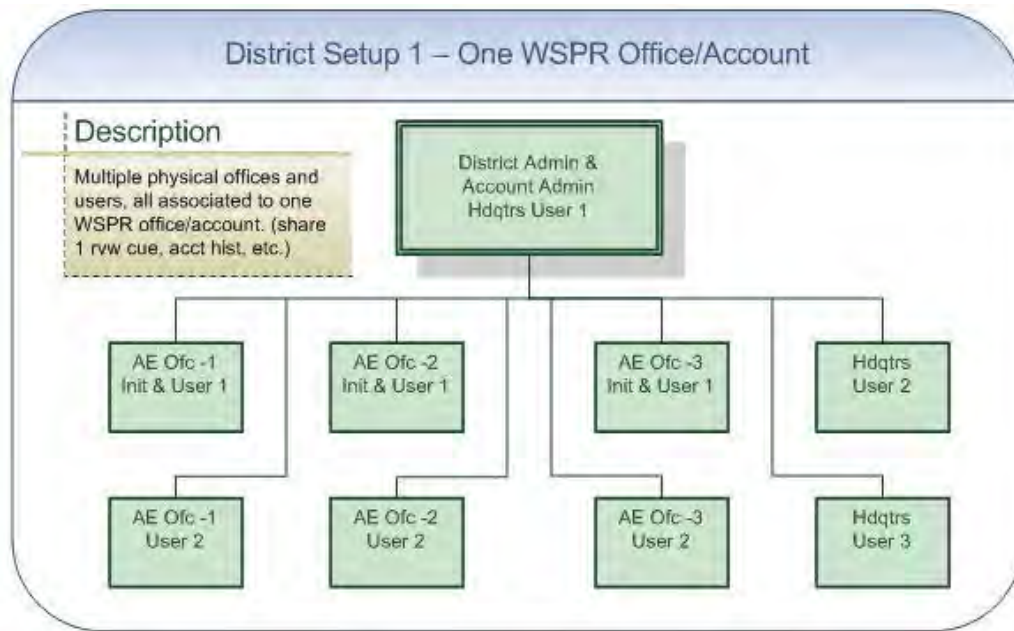 District Setup 1 – One WSPR Office/Account
Description
Multiple physical offices and
users, all associated to one
WSPR office/account. (share
1 rvw cue, acct hist, etc.)
District Admin &
Account Admin
Hdqtrs User 1
AE Ofc -1
Init & User 1
AE Ofc -2
Init & User 1
AE Ofc -3
Init & User 1
Hdqtrs
User 2
AE Ofc -1
User 2
AE Ofc -2
User 2
AE Ofc -3
User 2
Hdqtrs
User 3